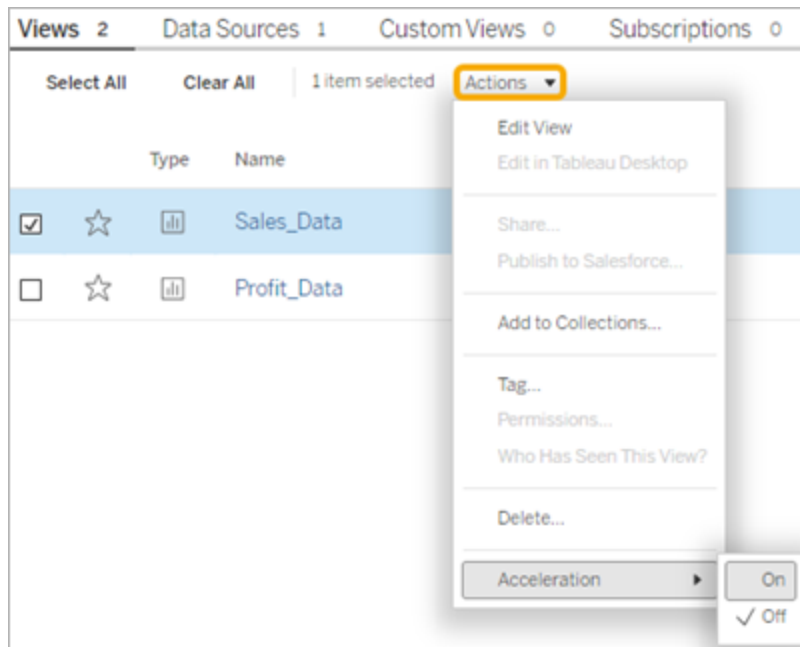 Views 2 Data Sources 1 Custom Views 0 Subscriptions 0
Select All Clear All 1 item selected Actions
Edit View
Edit in Tableau Desktop
Type Name
Share...
Sales_Data
Publish to Salesforce...
Profit_Data
Add to Collections...
Tag...
Permissions...
Who Has Seen This View?
Delete...
Acceleration On
Off